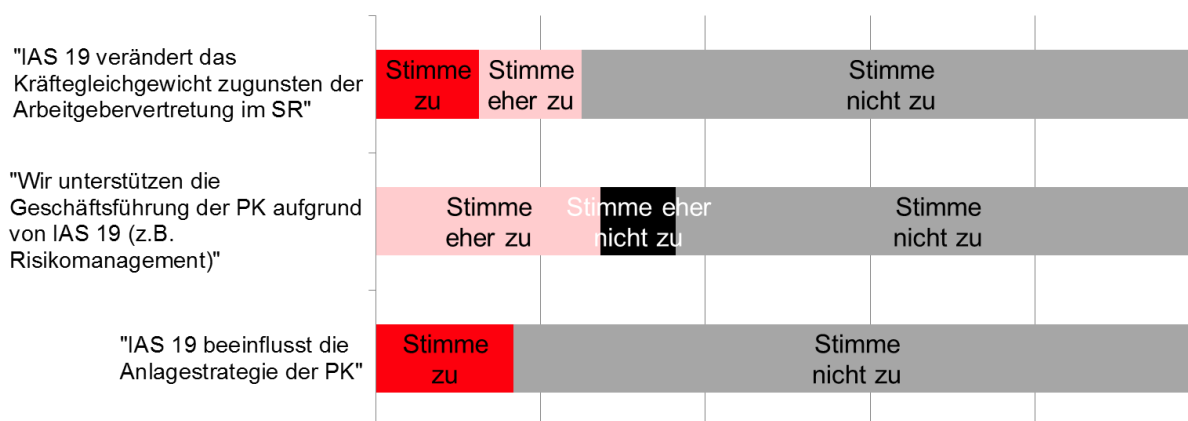 "IAS 19 verändert das
Kräftegleichgewicht zugunsten der
Arbeitgebervertretung im SR"
Stimme
zu
Stimme
eher zu
Stimme
nicht zu
"Wir unterstützen die
Geschäftsführung der PK aufgrund
von IAS 19 (z.B.
Risikomanagement)"
Stimme
eher zu
Stimme eher
nicht zu
Stimme
nicht zu
"IAS 19 beeinflusst die
Anlagestrategie der PK"
Stimme
zu
Stimme
nicht zu